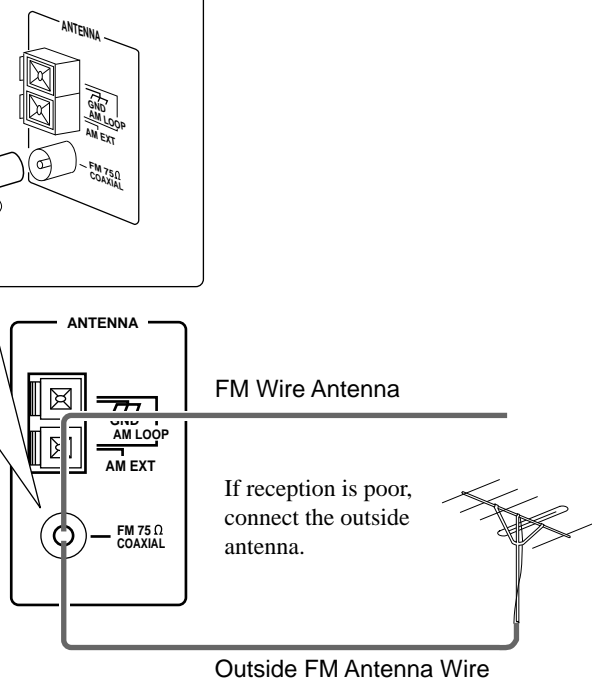 ANTENNA
GND
AM LOOP
AM EXT
FM 75Ω
COAXIAL
ANTENNA
FM Wire Antenna
GND
AM LOOP
AM EXT
If reception is poor,
connect the outside
antenna.
FM 75 Ω
COAXIAL
Outside FM Antenna Wire